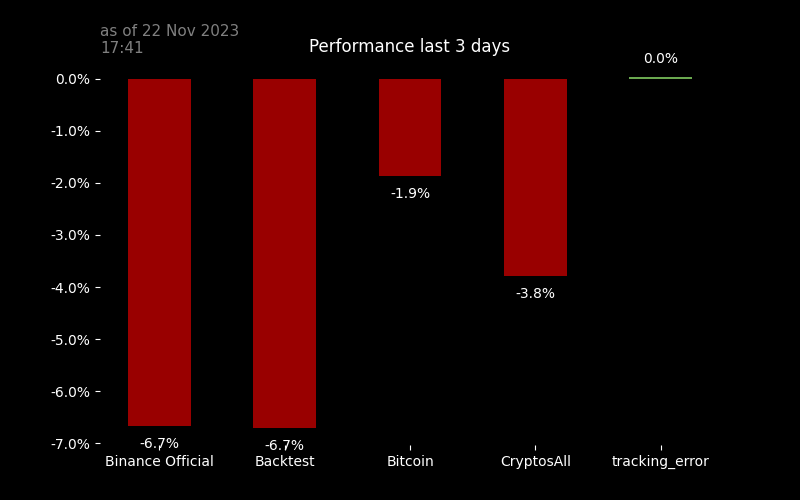 as of 22 Nov 2023
17:41
Performance last 3 days
0.0%
0.0%
-1.0%
-2.0%
-1.9%
-3.0%
-4.0%
-3.8%
-5.0%
-6.0%
-7.0%
-6.7%
-6.7%
Binance Official
Backtest
Bitcoin
CryptosAll
tracking_error